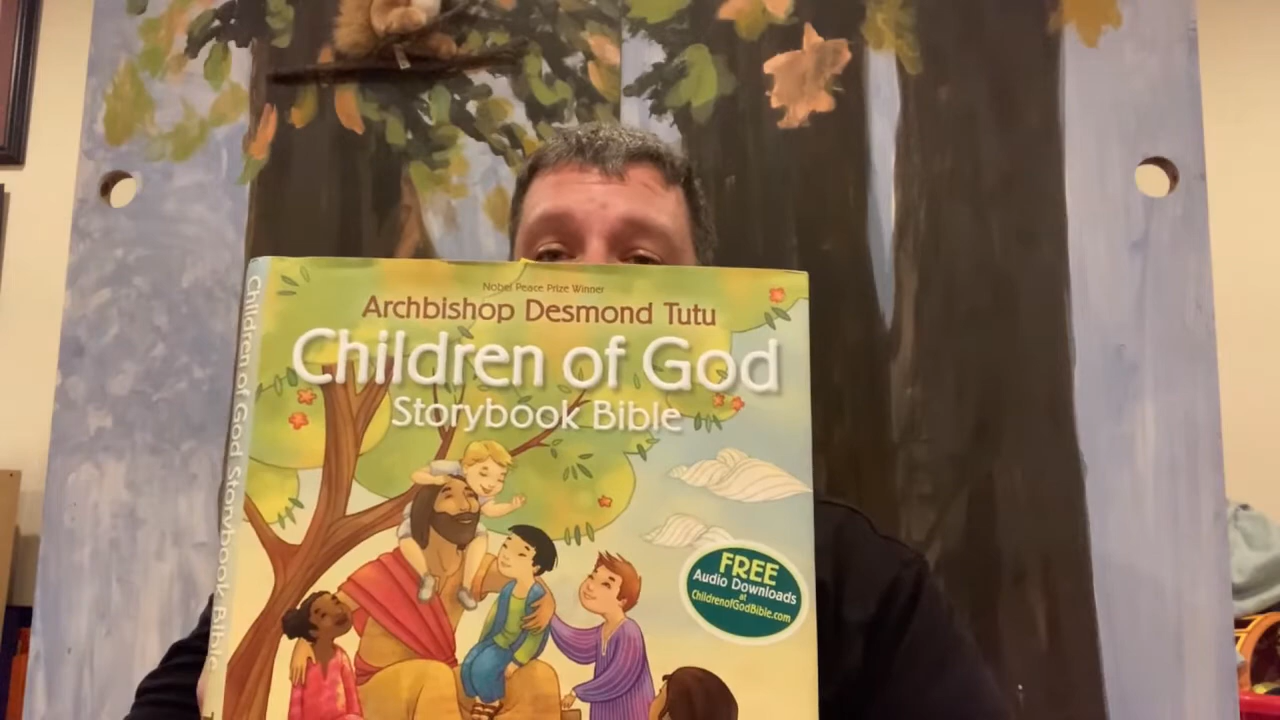 Nobel Peace Prize Winner
Archbishop Desmond Tutu
Children of God
Storybook Bible
FREE
Audio Downloads
at
ChildrenofGodBible.com
Children of God Storybook Bible